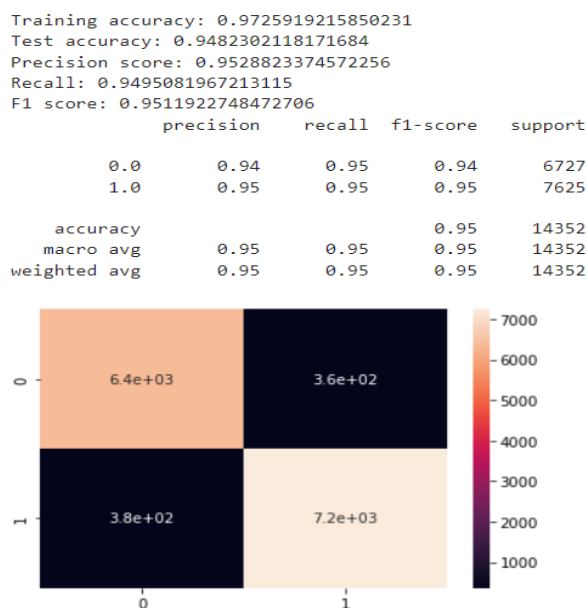 Training accuracy: 0.9725919215850231
Test accuracy: 0.9482302118171684
Precision score: 0.9528823374572256
Recall: 0.9495081967213115
F1 score: 0.9511922748472706
precision recall f1-score support
0.0 0.94 0.95 0.94 6727
1.0 0.95 0.95 0.95 7625
accuracy 0.95 14352
macro avg 0.95 0.95 0.95 14352
weighted avg 0.95 0.95 0.95 14352
7000
0 6.4e+03 3.6e+02 6000
5000
4000
3000
1 3.8e+02 7.2e+03 2000
1000
0 1